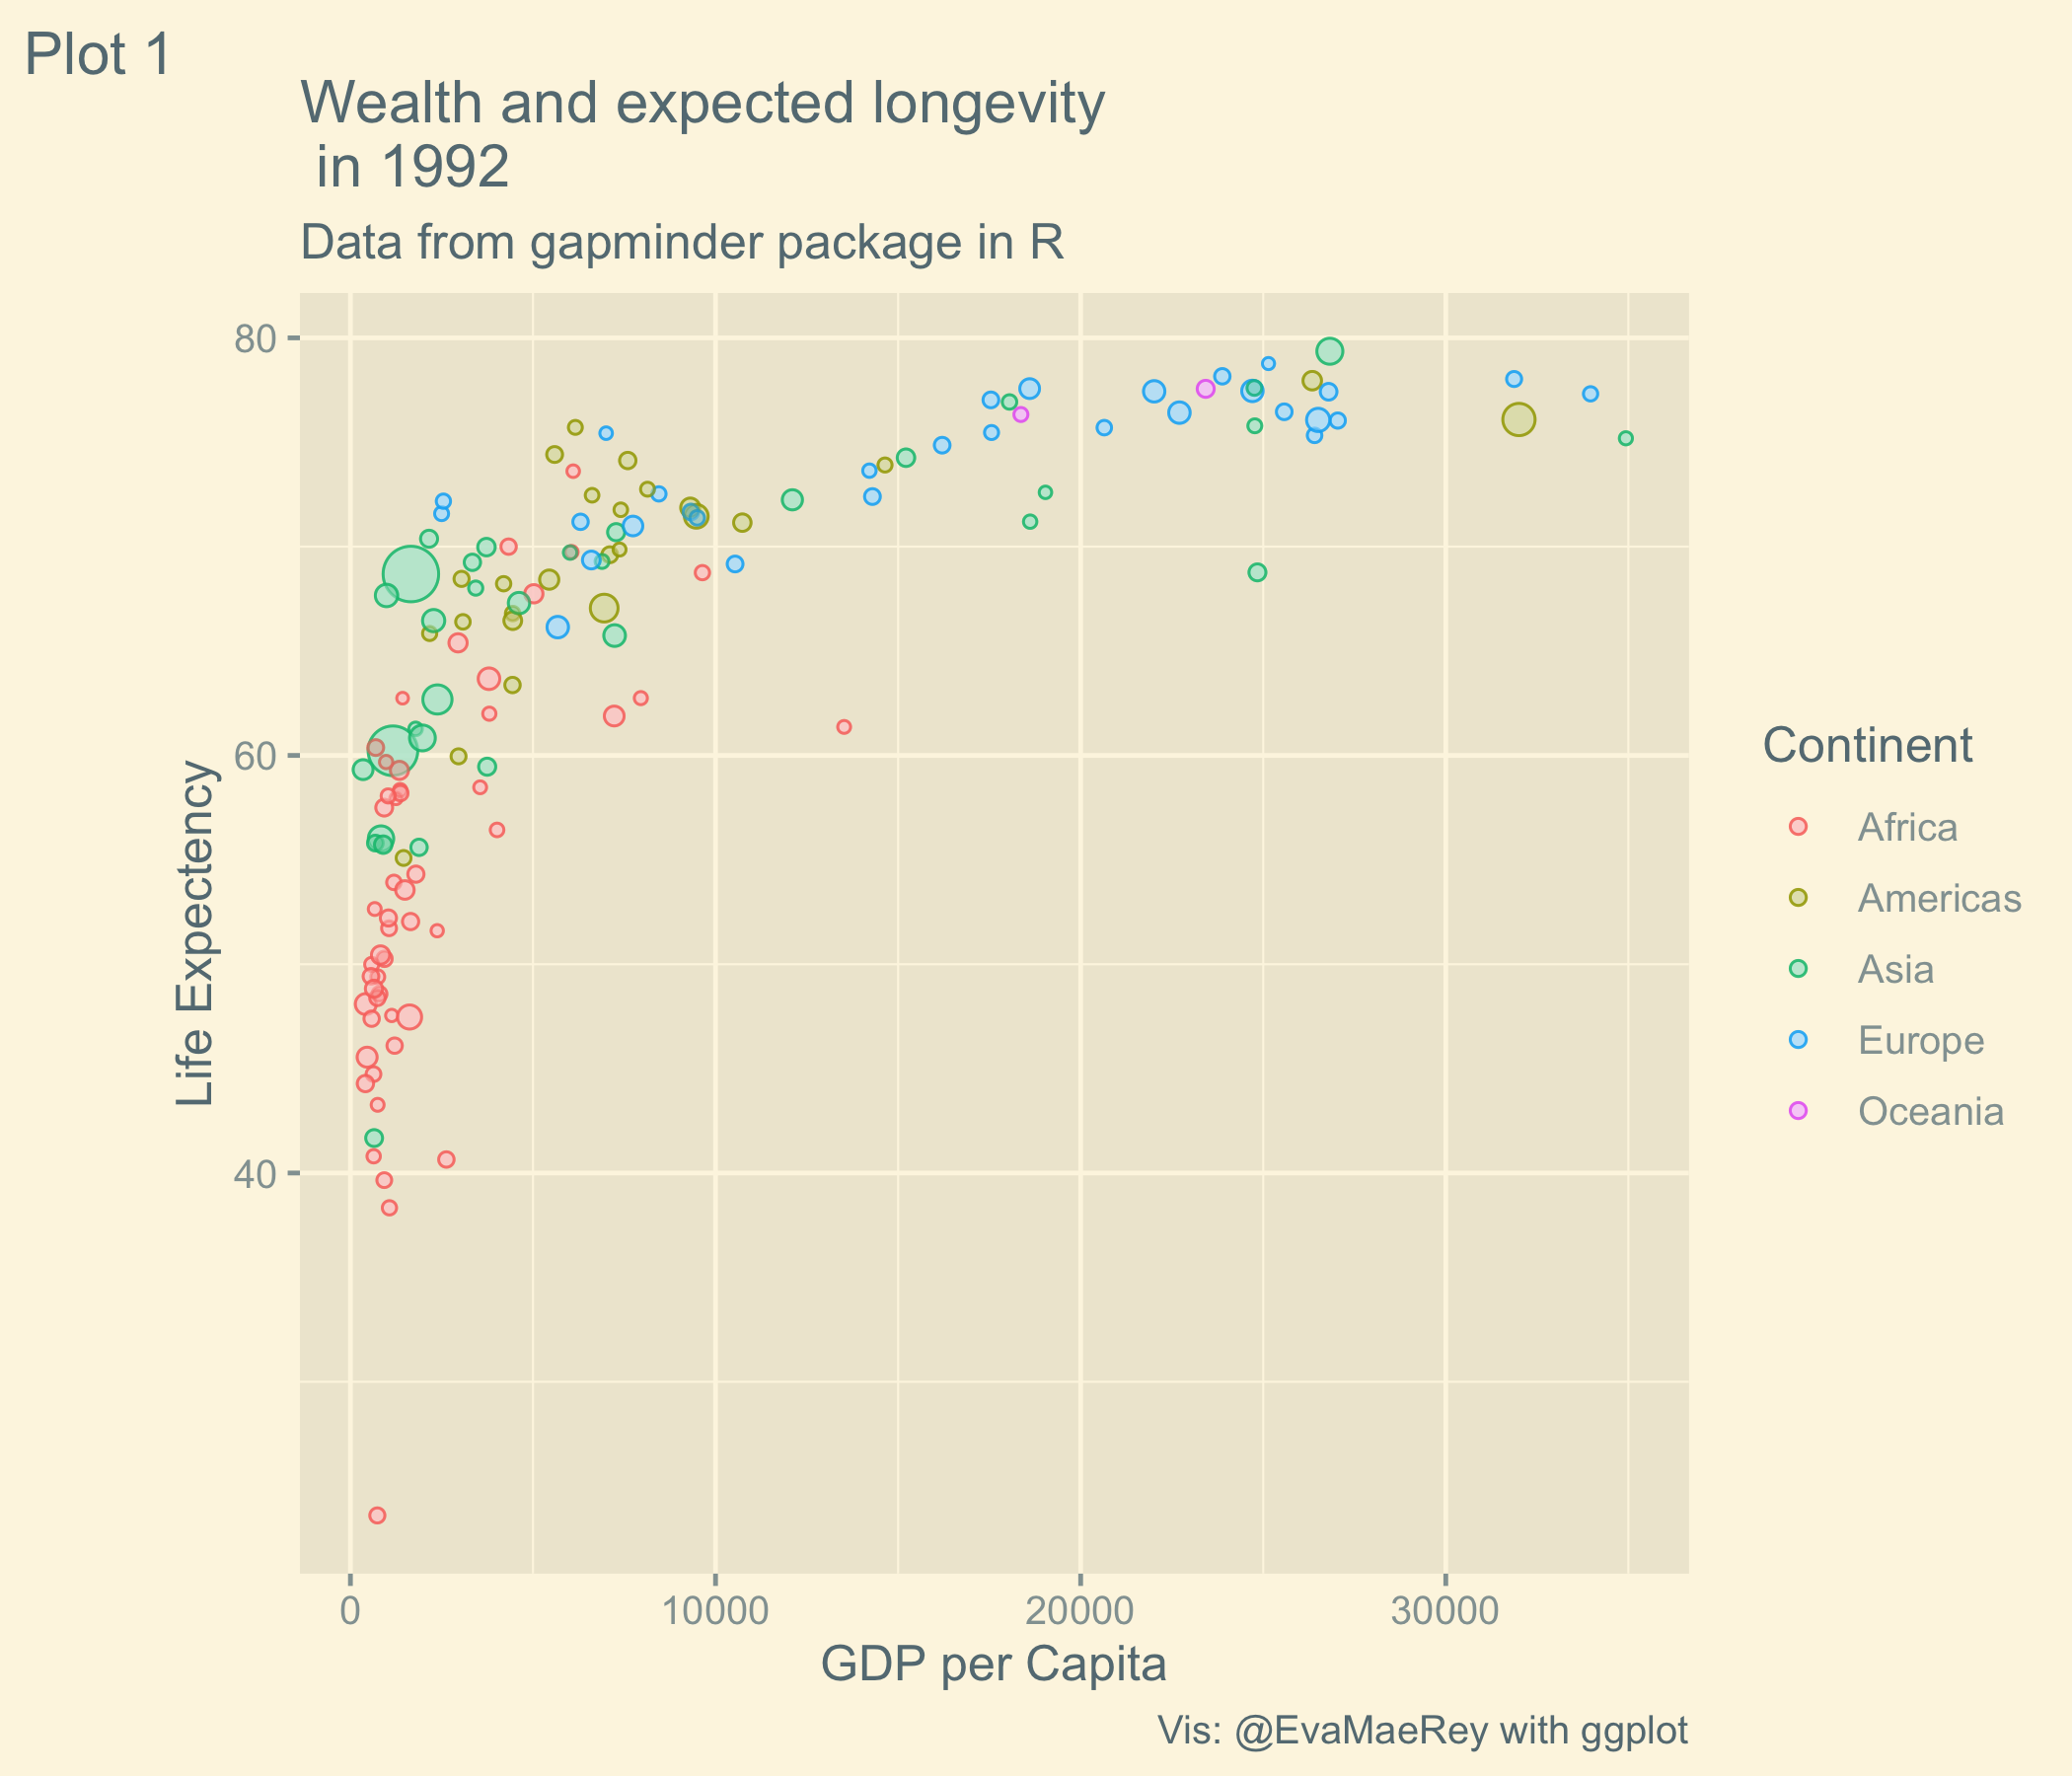 Plot 1
Wealth and expected longevity
in 1992
Data from gapminder package in R
80
60
40
Life Expectency
0 10000 20000 30000
GDP per Capita
Continent
Africa
Americas
Asia
Europe
Oceania
Vis: @EvaMaeRey with ggplot